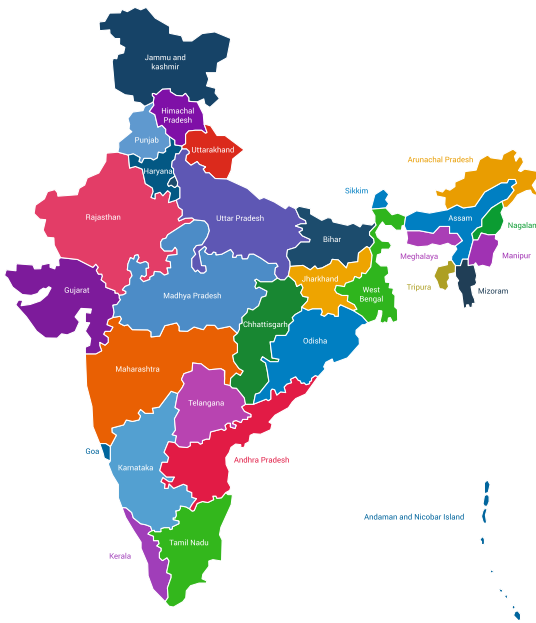 Jammu and
kashmir
Himachal
Pradesh
Punjab
Uttarakhand
Haryana
Arunachal Pradesh
Sikkim
Rajasthan
Uttar Pradesh
Assam
Nagalan
Bihar
Meghalaya
Manipur
Jharkhand
Gujarat
Tripura
Mizoram
Madhya Pradesh
West
Bengal
Chhattisgarh
Odisha
Maharashtra
Telangana
Goa
Andhra Pradesh
Karnataka
Andaman and Nicobar Island
Tamil Nadu
Kerala